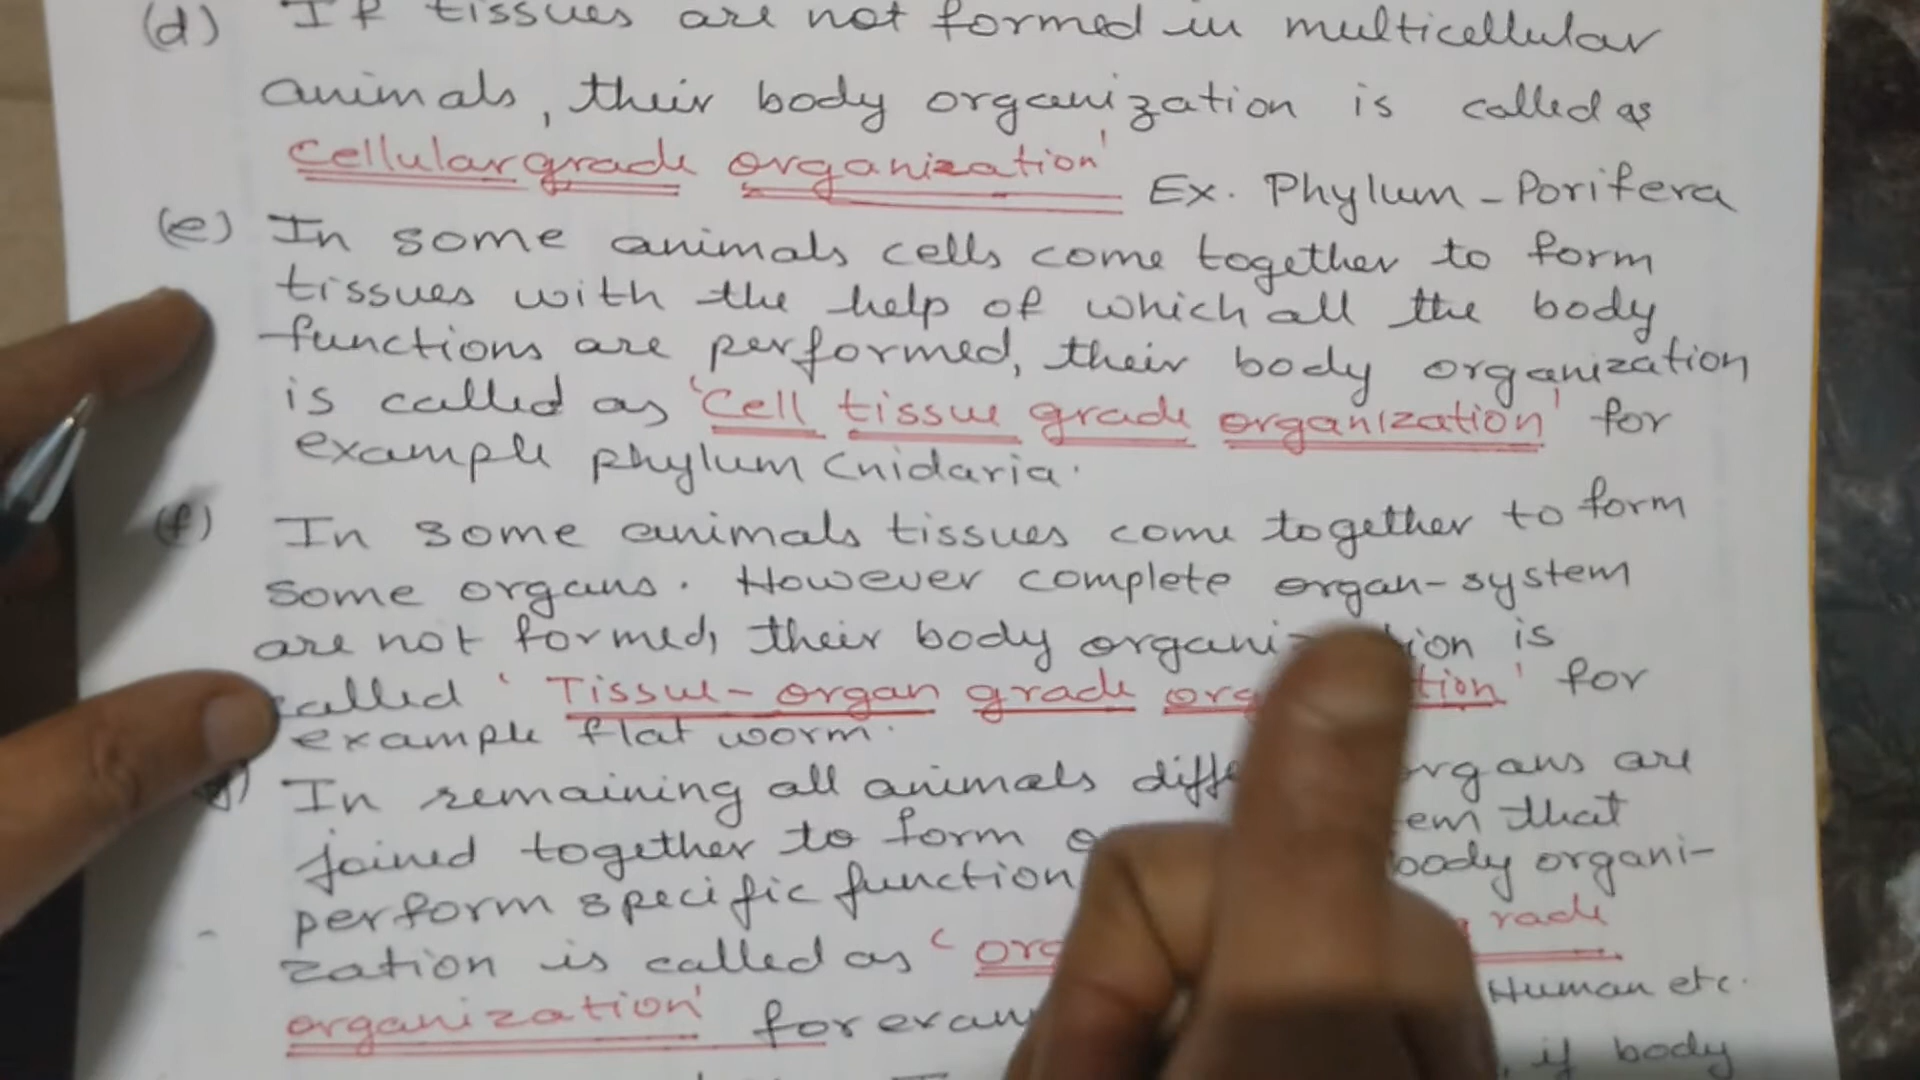 (d) If tissues are not formed in multicellular
animals, their body organization is called as
Cellular grade organization' Ex. Phylum - Porifera
(e) In some animals cells come together to form
tissues with the help of which all the body
functions are performed, their body organization
is called as 'Cell tissue grade organization' for
example phylum Cnidaria.
(f) In some animals tissues come together to form
some organs. However complete organ-system
are not formed, their body organi ion is
called 'Tissue-organ grade org tion' for
example flat worm.
In remaining all animals diffe rgans are
joined together to form o em that
perform specific function body organi-
zation is called as 'org rade
organization' for exam Human etc.
, if body